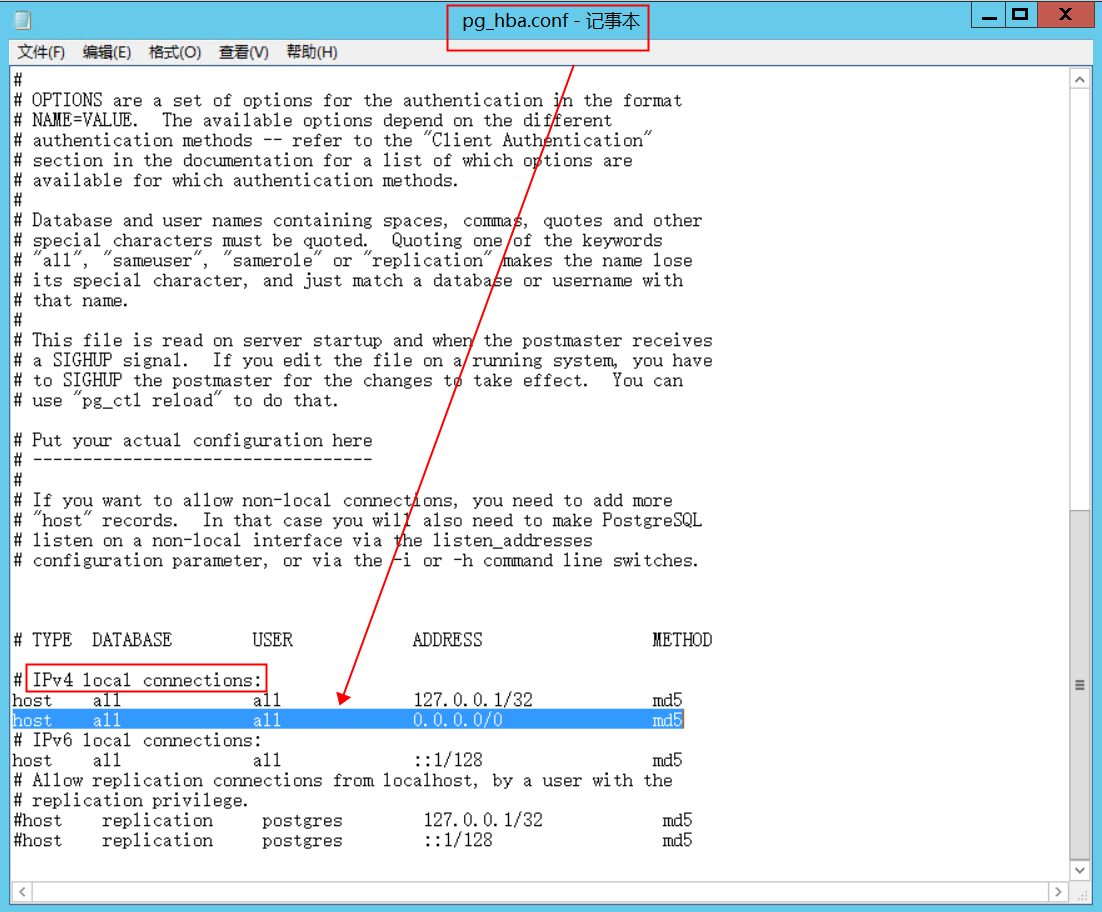 pg_hba.conf - 记事本
X
文件(F) 编辑(E) 格式(O) 查看(V) 帮助(H)
#
# OPTIONS are a set of options for the authentication in the format
# NAME=VALUE.  The available options depend on the different
# authentication methods -- refer to the "Client Authentication"
# section in the documentation for a list of which options are
# available for which authentication methods.
#
# Database and user names containing spaces, commas, quotes and other
# special characters must be quoted.  Quoting one of the keywords
# "all", "sameuser", "samerole" or "replication" makes the name lose
# its special character, and just match a database or username with
# that name.
#
# This file is read on server startup and when the postmaster receives
# a SIGHUP signal.  If you edit the file on a running system, you have
# to SIGHUP the postmaster for the changes to take effect.  You can
# use "pg_ctl reload" to do that.

# Put your actual configuration here
# ----------------------------------
#
# If you want to allow non-local connections, you need to add more
# "host" records.  In that case you will also need to make PostgreSQL
# listen on a non-local interface via the listen_addresses
# configuration parameter, or via the -i or -h command line switches.

# TYPE  DATABASE        USER            ADDRESS                 METHOD

# IPv4 local connections:
host    all             all             127.0.0.1/32            md5
host    all             all             0.0.0.0/0               md5
# IPv6 local connections:
host    all             all             ::1/128                 md5
# Allow replication connections from localhost, by a user with the
# replication privilege.
#host    replication     postgres        127.0.0.1/32            md5
#host    replication     postgres        ::1/128                 md5